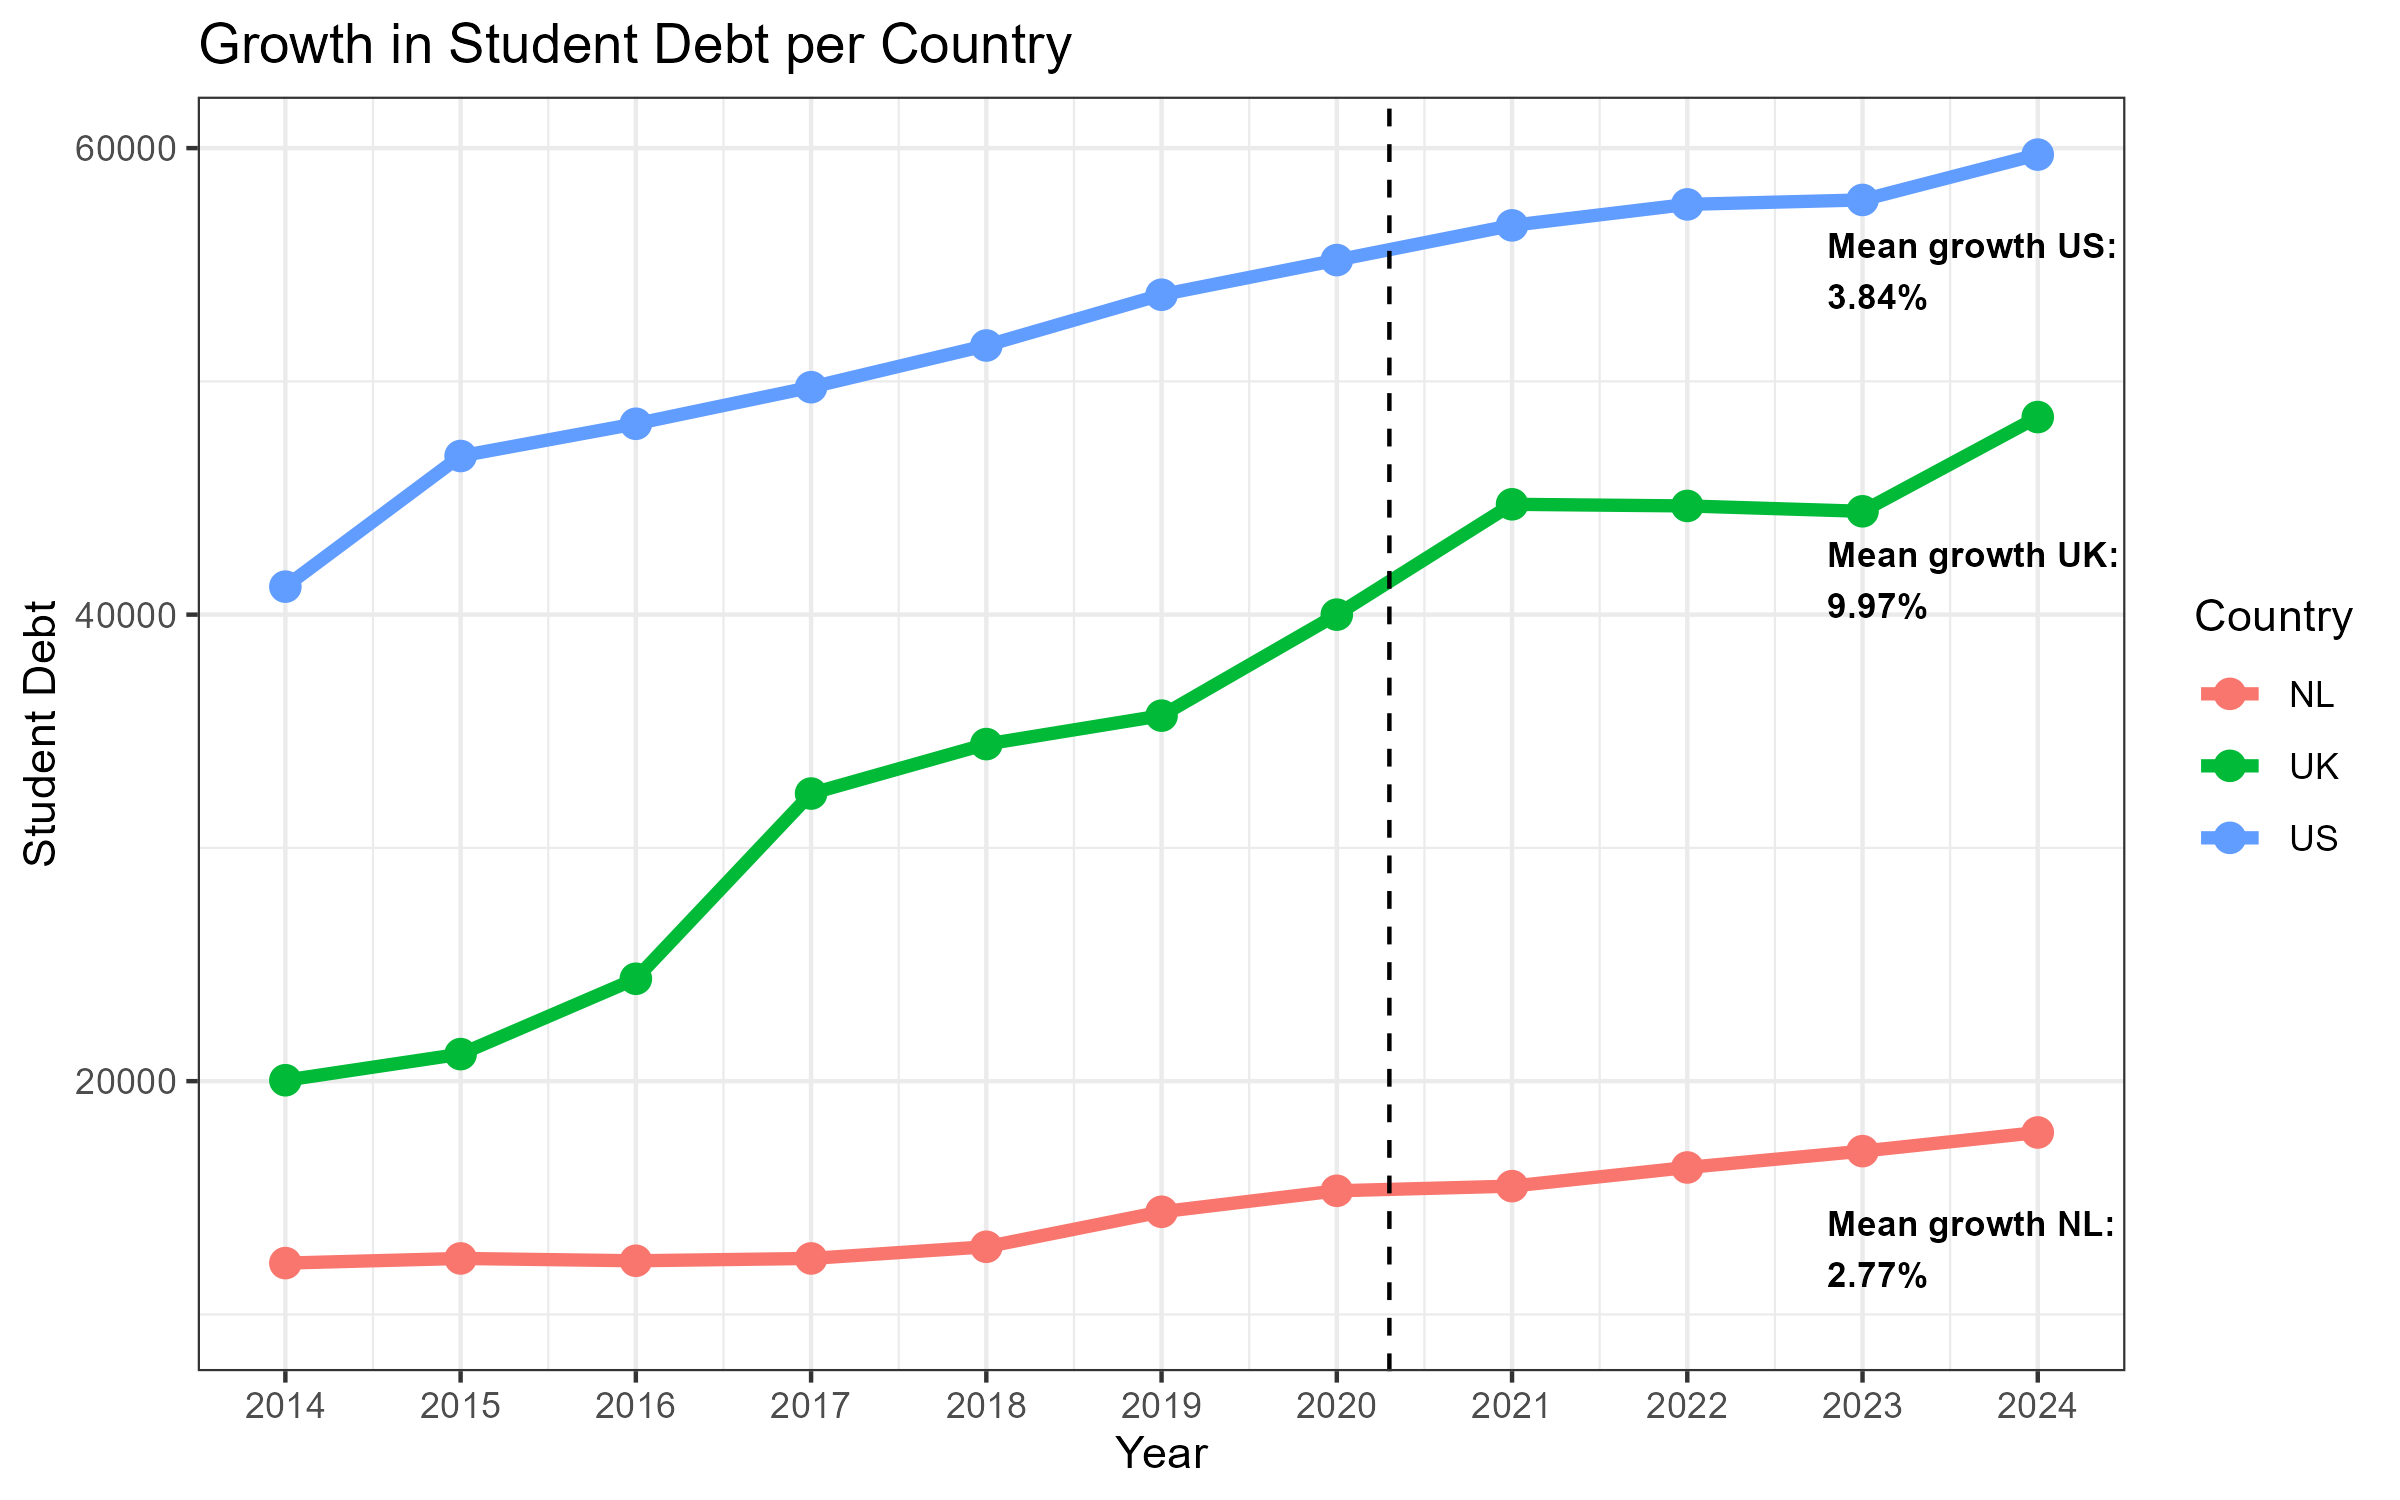 Growth in Student Debt per Country
60000
40000
20000
Student Debt
Mean growth US:
3.84%
Mean growth UK:
9.97%
Mean growth NL:
2.77%
2014 2015 2016 2017 2018 2019 2020 2021 2022 2023 2024
Year
Country
NL
UK
US